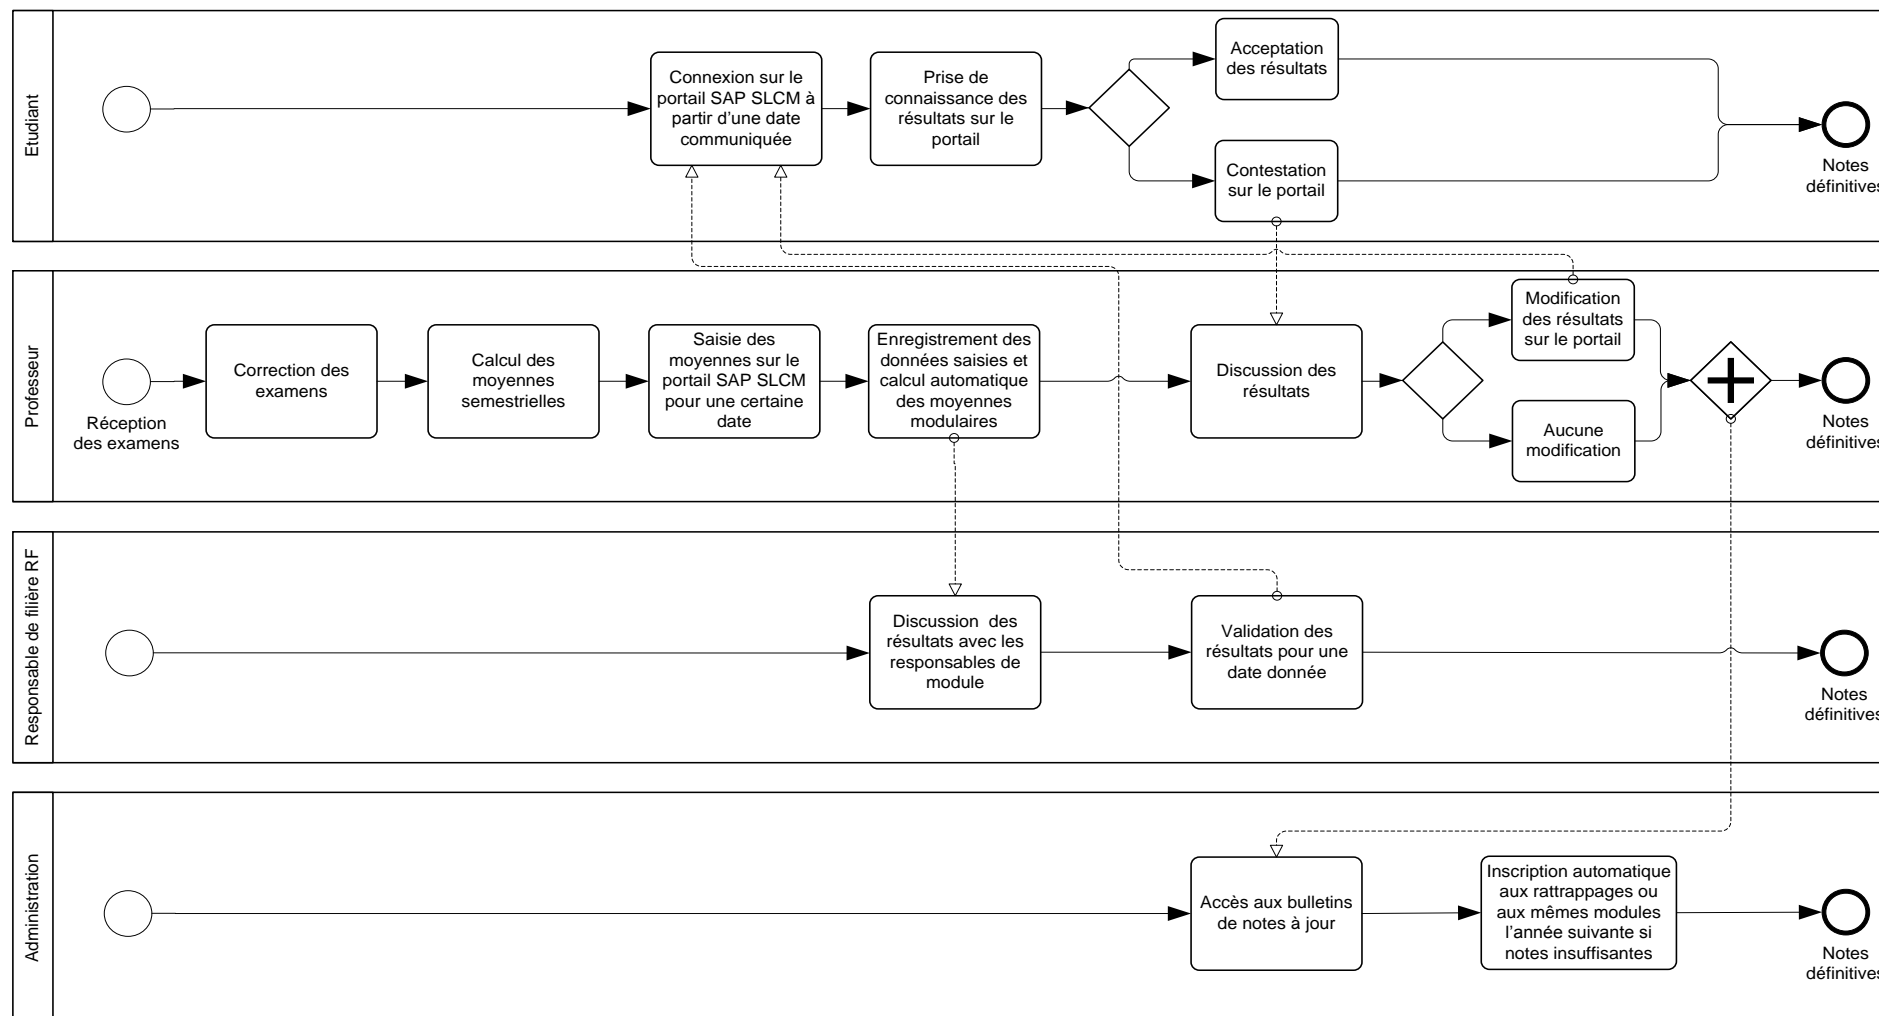 Etudiant
Connexion sur le
portail SAP SLCM à
partir d'une date
communiquée
Prise de
connaissance des
résultats sur le
portail
Acceptation
des résultats
Contestation
sur le portail
Notes
définitives
Professeur
Réception
des examens
Correction des
examens
Calcul des
moyennes
semestrielles
Saisie des
moyennes sur le
portail SAP SLCM
pour une certaine
date
Enregistrement des
données saisies et
calcul automatique
des moyennes
modulaires
Discussion des
résultats
Modification
des résultats
sur le portail
Aucune
modification
Notes
définitives
Responsable de filière RF
Discussion  des
résultats avec les
responsables de
module
Validation des
résultats pour une
date donnée
Notes
définitives
Administration
Accès aux bulletins
de notes à jour
Inscription automatique
aux rattrappages ou
aux mêmes modules
l'année suivante si
notes insuffisantes
Notes
définitives